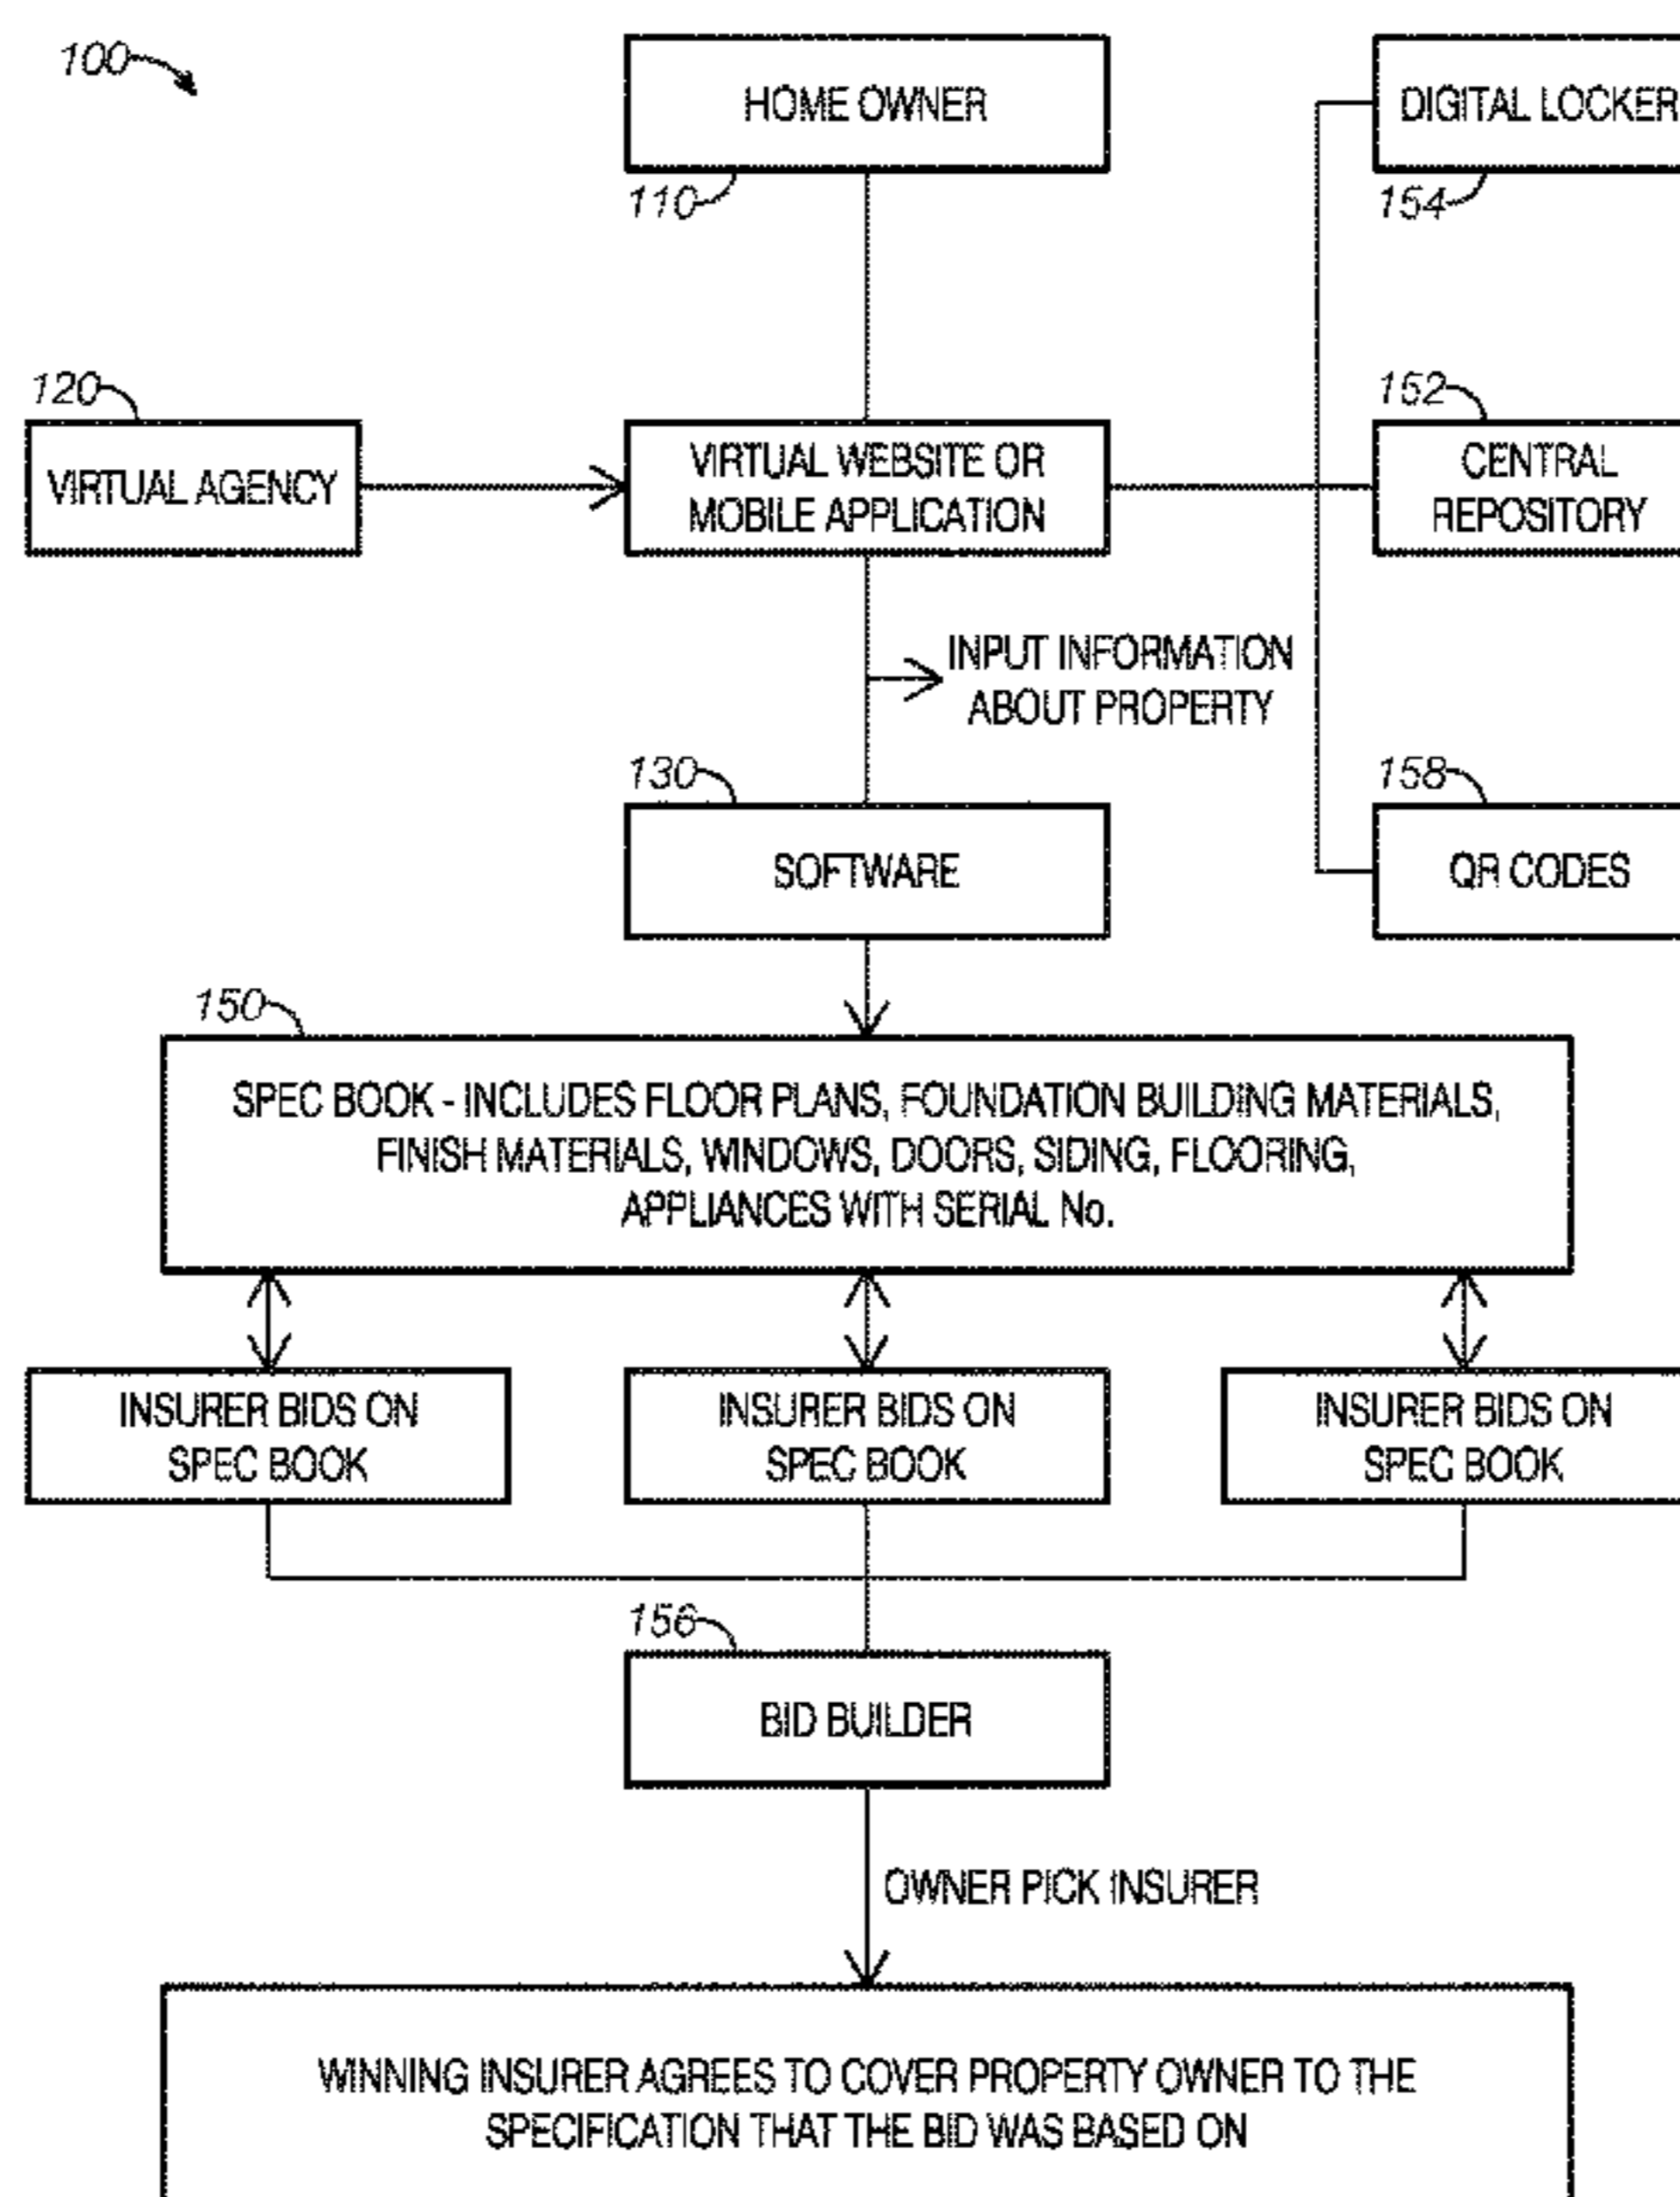 100
HOME OWNER
110
DIGITAL LOCKER
154
120
VIRTUAL AGENCY
VIRTUAL WEBSITE OR
MOBILE APPLICATION
152
CENTRAL
REPOSITORY
INPUT INFORMATION
ABOUT PROPERTY
130
SOFTWARE
158
QR CODES
150
SPEC BOOK - INCLUDES FLOOR PLANS, FOUNDATION BUILDING MATERIALS,
FINISH MATERIALS, WINDOWS, DOORS, SIDING, FLOORING,
APPLIANCES WITH SERIAL No.
INSURER BIDS ON
SPEC BOOK
INSURER BIDS ON
SPEC BOOK
INSURER BIDS ON
SPEC BOOK
156
BID BUILDER
OWNER PICK INSURER
WINNING INSURER AGREES TO COVER PROPERTY OWNER TO THE
SPECIFICATION THAT THE BID WAS BASED ON